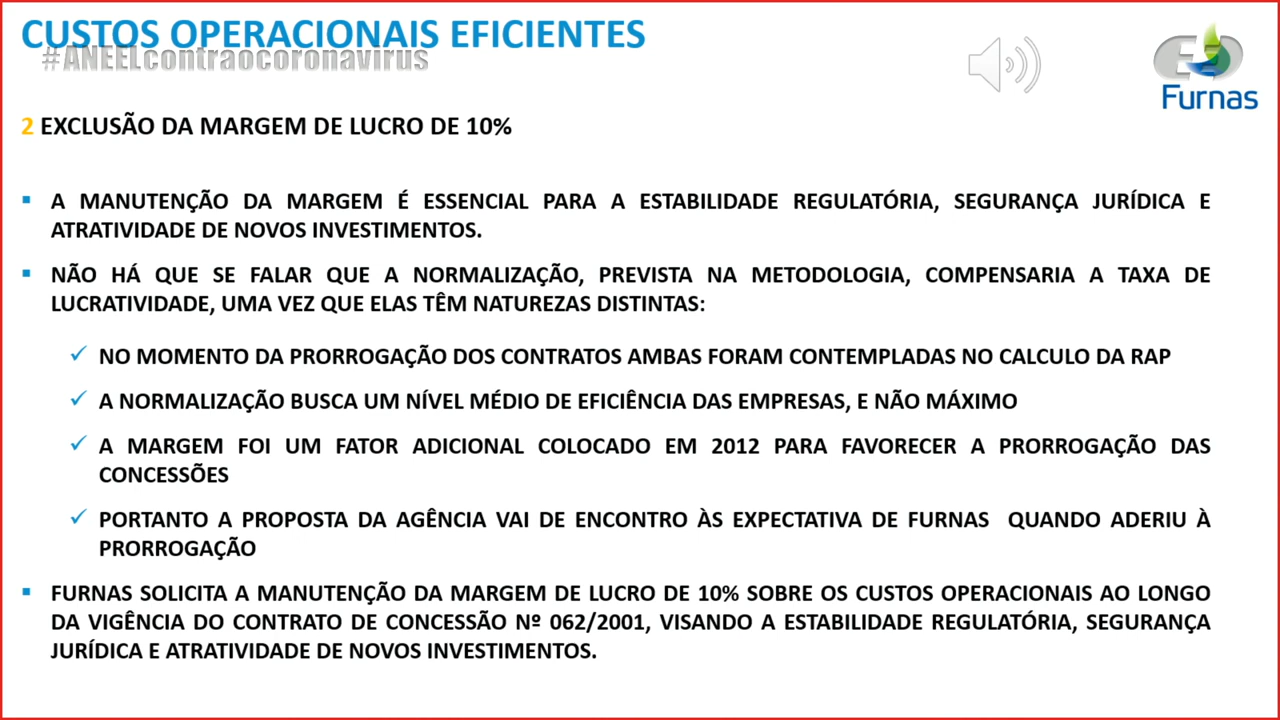 CUSTOS OPERACIONAIS EFICIENTES
#ANEELcontraocoronavirus
Furnas
2 EXCLUSÃO DA MARGEM DE LUCRO DE 10%
A MANUTENÇÃO DA MARGEM É ESSENCIAL PARA A ESTABILIDADE REGULATÓRIA, SEGURANÇA JURÍDICA E
ATRATIVIDADE DE NOVOS INVESTIMENTOS.
NÃO HÁ QUE SE FALAR QUE A NORMALIZAÇÃO, PREVISTA NA METODOLOGIA, COMPENSARIA A TAXA DE
LUCRATIVIDADE, UMA VEZ QUE ELAS TÊM NATUREZAS DISTINTAS:
NO MOMENTO DA PRORROGAÇÃO DOS CONTRATOS AMBAS FORAM CONTEMPLADAS NO CALCULO DA RAP
A NORMALIZAÇÃO BUSCA UM NÍVEL MÉDIO DE EFICIÊNCIA DAS EMPRESAS, E NÃO MÁXIMO
A MARGEM FOI UM FATOR ADICIONAL COLOCADO EM 2012 PARA FAVORECER A PRORROGAÇÃO DAS
CONCESSÕES
PORTANTO A PROPOSTA DA AGÊNCIA VAI DE ENCONTRO ÀS EXPECTATIVA DE FURNAS QUANDO ADERIU À
PRORROGAÇÃO
FURNAS SOLICITA A MANUTENÇÃO DA MARGEM DE LUCRO DE 10% SOBRE OS CUSTOS OPERACIONAIS AO LONGO
DA VIGÊNCIA DO CONTRATO DE CONCESSÃO Nº 062/2001, VISANDO A ESTABILIDADE REGULATÓRIA, SEGURANÇA
JURÍDICA E ATRATIVIDADE DE NOVOS INVESTIMENTOS.